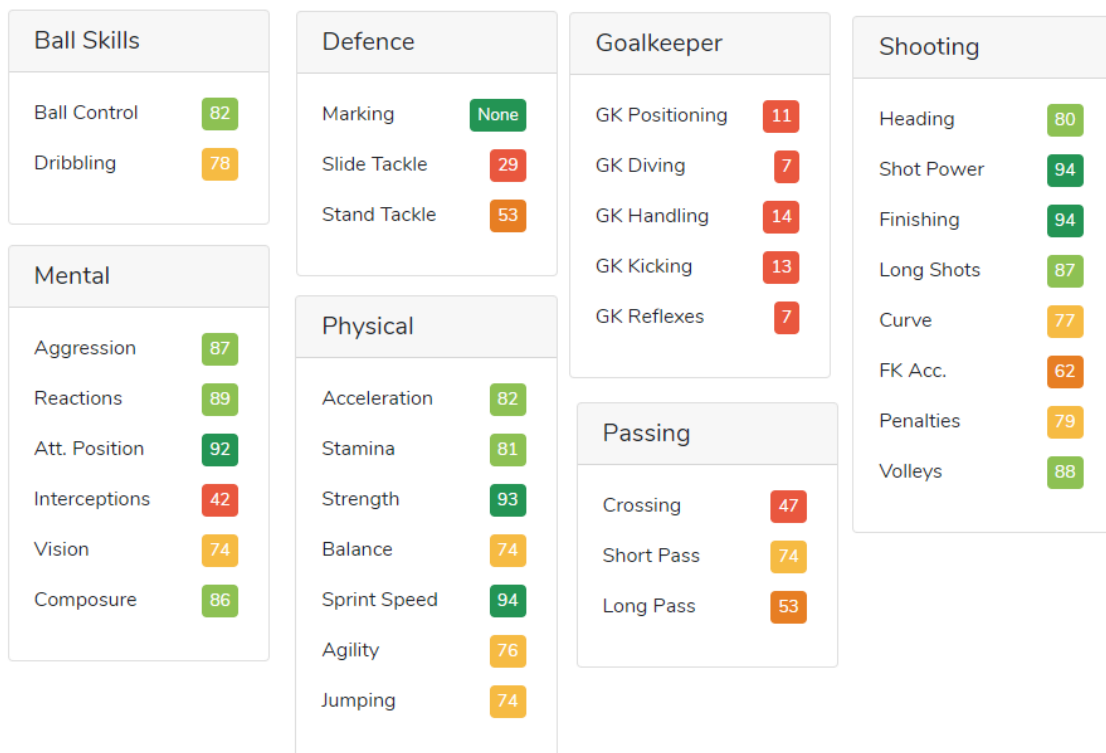 Ball Skills
Ball Control 82
Dribbling 78
Mental
Aggression 87
Reactions 89
Att. Position 92
Interceptions 42
Vision 74
Composure 86
Defence
Marking None
Slide Tackle 29
Stand Tackle 53
Physical
Acceleration 82
Stamina 81
Strength 93
Balance 74
Sprint Speed 94
Agility 76
Jumping 74
Goalkeeper
GK Positioning 11
GK Diving 7
GK Handling 14
GK Kicking 13
GK Reflexes 7
Passing
Crossing 47
Short Pass 74
Long Pass 53
Shooting
Heading 80
Shot Power 94
Finishing 94
Long Shots 87
Curve 77
FK Acc. 62
Penalties 79
Volleys 88